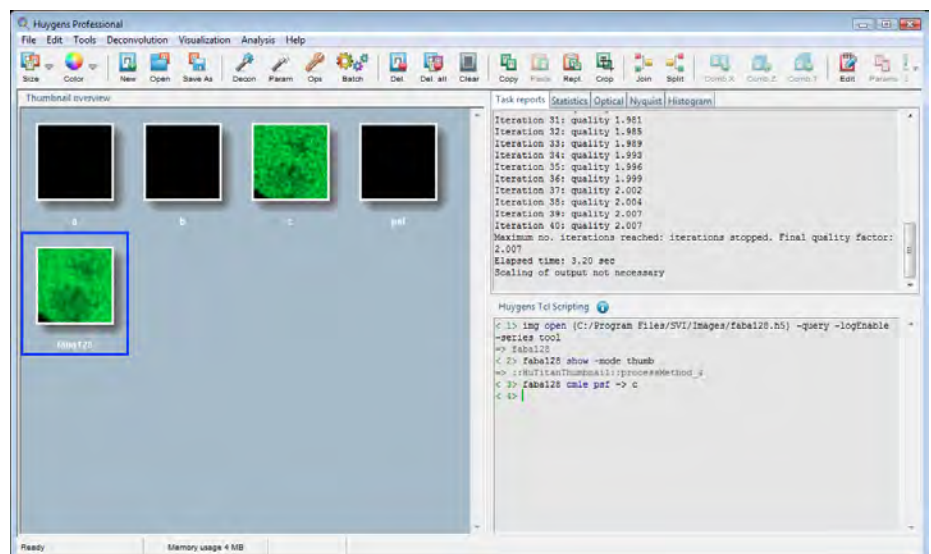 Huygens Professional
File Edit Tools Deconvolution Visualization Analysis Help
Size Color New Open Save As Decon Param Ops Batch Del Del all Clear Copy Paste Repl. Crop Join Split Comb X Comb Z Comb T Edit Params
Thumbnail overview
a b c psf
faba128
Task reports Statistics Optical Nyquist Histogram
Iteration 31: quality 1.981
Iteration 32: quality 1.985
Iteration 33: quality 1.989
Iteration 34: quality 1.993
Iteration 35: quality 1.996
Iteration 36: quality 1.999
Iteration 37: quality 2.002
Iteration 38: quality 2.004
Iteration 39: quality 2.007
Iteration 40: quality 2.007
Maximum no. iterations reached: iterations stopped. Final quality factor:
2.007
Elapsed time: 3.20 sec
Scaling of output not necessary
Huygens Tcl Scripting
< 1> img open {C:/Program Files/SVI/Images/faba128.h5} -query -logEnable
-series tool
=> faba128
< 2> faba128 show -mode thumb
=> ::HuTitanThumbnail::processMethod_4
< 3> faba128 cmle psf -> c
< 4>
Ready Memory usage 4 MB